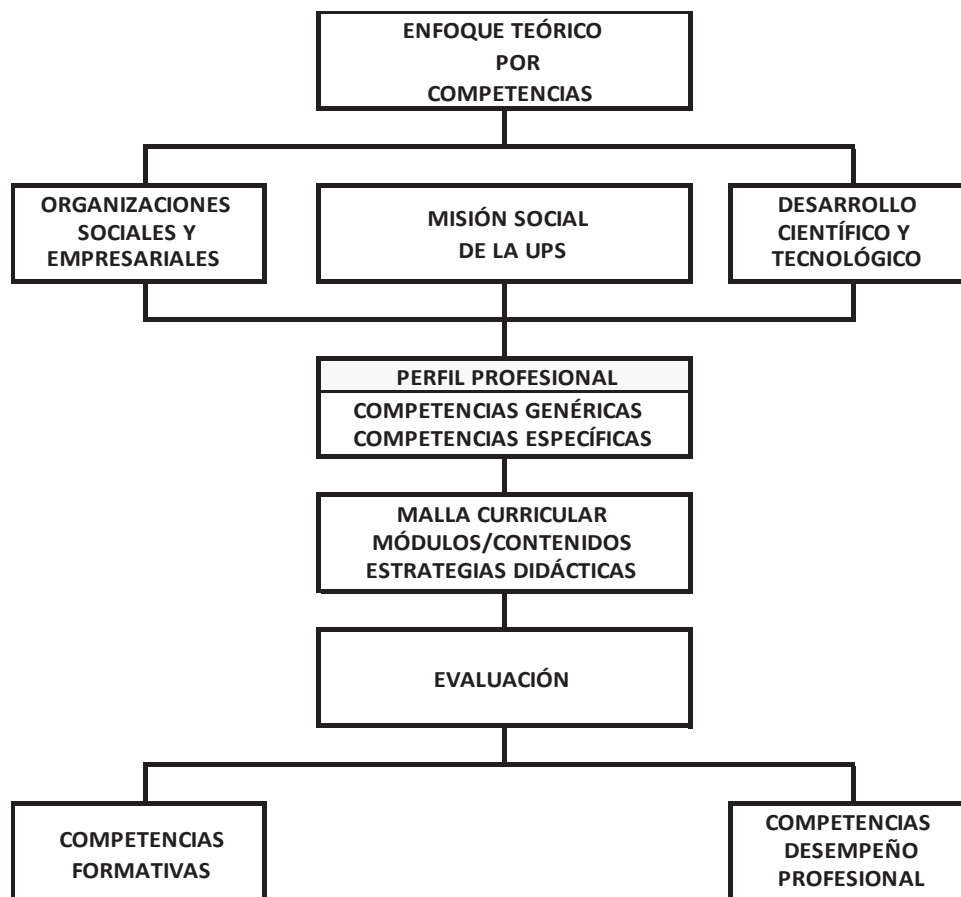 ENFOQUE TEÓRICO
POR
COMPETENCIAS
ORGANIZACIONES
SOCIALES Y
EMPRESARIALES
MISIÓN SOCIAL
DE LA UPS
DESARROLLO
CIENTÍFICO Y
TECNOLÓGICO
PERFIL PROFESIONAL
COMPETENCIAS GENÉRICAS
COMPETENCIAS ESPECÍFICAS
MALLA CURRICULAR
MÓDULOS/CONTENIDOS
ESTRATEGIAS DIDÁCTICAS
EVALUACIÓN
COMPETENCIAS
FORMATIVAS
COMPETENCIAS
DESEMPEÑO
PROFESIONAL